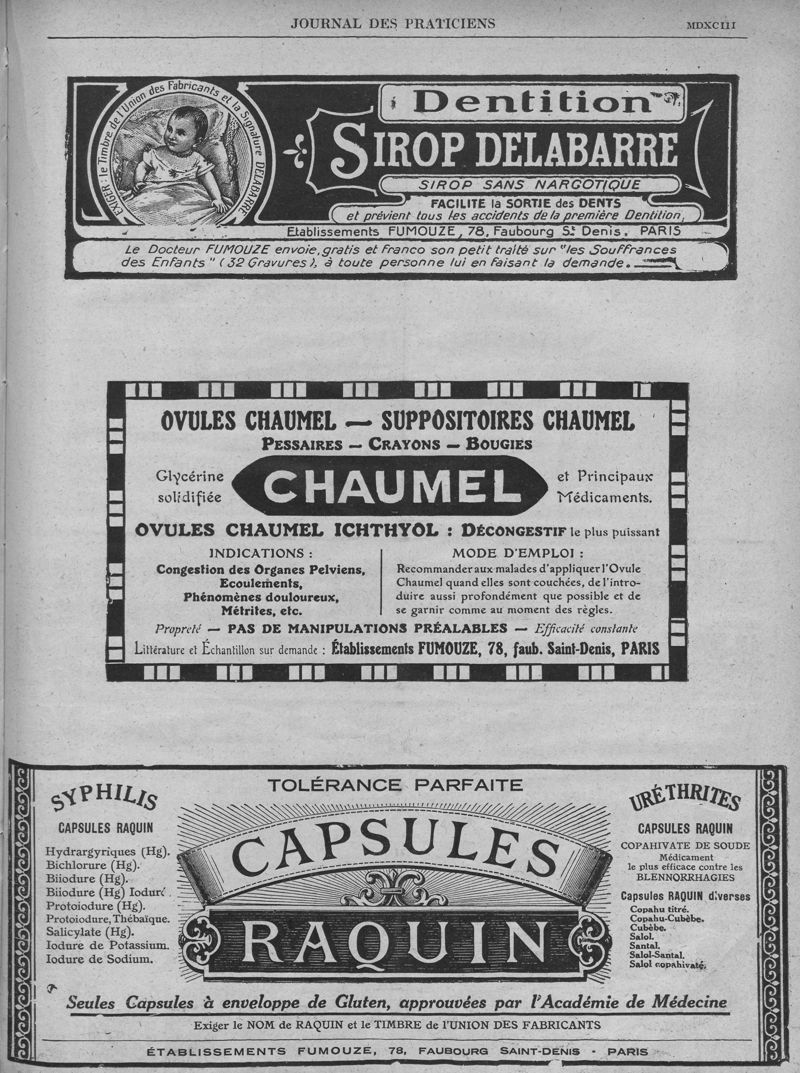 JOURNAL DES PRATICIENS
MDXCIII
EXIGER: le Timbre de l'Union des Fabricants et la Signature DELABARRE
Dentition
SIROP DELABARRE
SIROP SANS NARCOTIQUE
FACILITE la SORTIE des DENTS
et prévient tous les accidents de la première Dentition,
Etablissements FUMOUZE, 78, Faubourg St Denis, PARIS
Le Docteur FUMOUZE envoie, gratis et franco son petit traité sur "les Souffrances
des Enfants" (32 Gravures), à toute personne lui en faisant la demande.
OVULES CHAUMEL — SUPPOSITOIRES CHAUMEL
PESSAIRES — CRAYONS — BOUGIES
Glycérine
solidifiée
CHAUMEL
et Principaux
Médicaments.
OVULES CHAUMEL ICHTHYOL : DÉCONGESTIF le plus puissant
INDICATIONS :
Congestion des Organes Pelviens,
Ecoulements,
Phénomènes douloureux,
Métrites, etc.
MODE D'EMPLOI :
Recommander aux malades d'appliquer l'Ovule
Chaumel quand elles sont couchées, de l'intro-
duire aussi profondément que possible et de
se garnir comme au moment des règles.
Propreté — PAS DE MANIPULATIONS PRÉALABLES — Efficacité constante
Littérature et Échantillon sur demande : Établissements FUMOUZE, 78, faub. Saint-Denis, PARIS
TOLÉRANCE PARFAITE
SYPHILIS
CAPSULES RAQUIN
Hydrargyriques (Hg).
Bichlorure (Hg).
Biiodure (Hg).
Biiodure (Hg) Ioduré.
Protoiodure (Hg).
Protoiodure, Thébaïque.
Salicylate (Hg).
Iodure de Potassium.
Iodure de Sodium.
CAPSULES
RAQUIN
URÉTHRITES
CAPSULES RAQUIN
COPAHIVATE DE SOUDE
Médicament
le plus efficace contre les
BLENNORRHAGIES
Capsules RAQUIN diverses
Copahu titré.
Copahu-Cubèbe.
Cubèbe.
Salol.
Santal.
Salol-Santal.
Salol copahivaté.
Seules Capsules à enveloppe de Gluten, approuvées par l'Académie de Médecine
Exiger le NOM de RAQUIN et le TIMBRE de l'UNION DES FABRICANTS
ÉTABLISSEMENTS FUMOUZE, 78, FAUBOURG SAINT-DENIS - PARIS